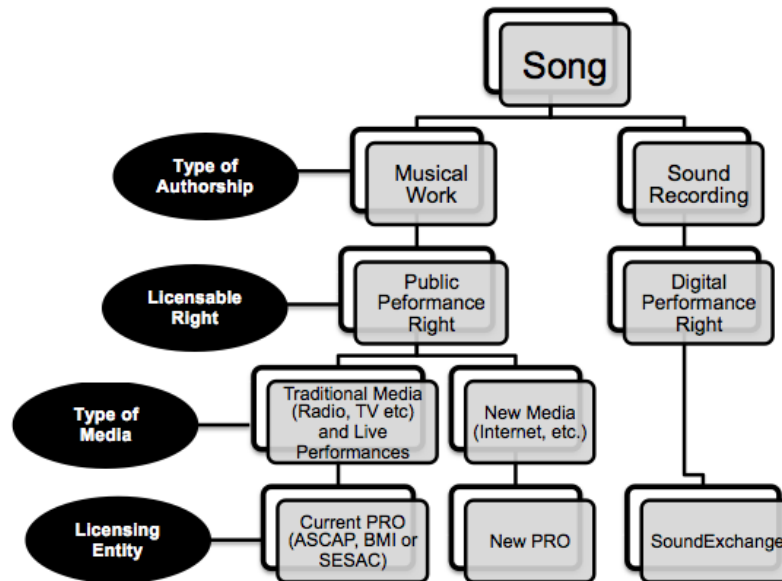 Song
Type of
Authorship
Musical
Work
Sound
Recording
Licensable
Right
Public
Peformance
Right
Digital
Performance
Right
Type of
Media
Traditional Media
(Radio, TV etc)
and Live
Performances
New Media
(Internet, etc.)
Licensing
Entity
Current PRO
(ASCAP, BMI or
SESAC)
New PRO
SoundExchange